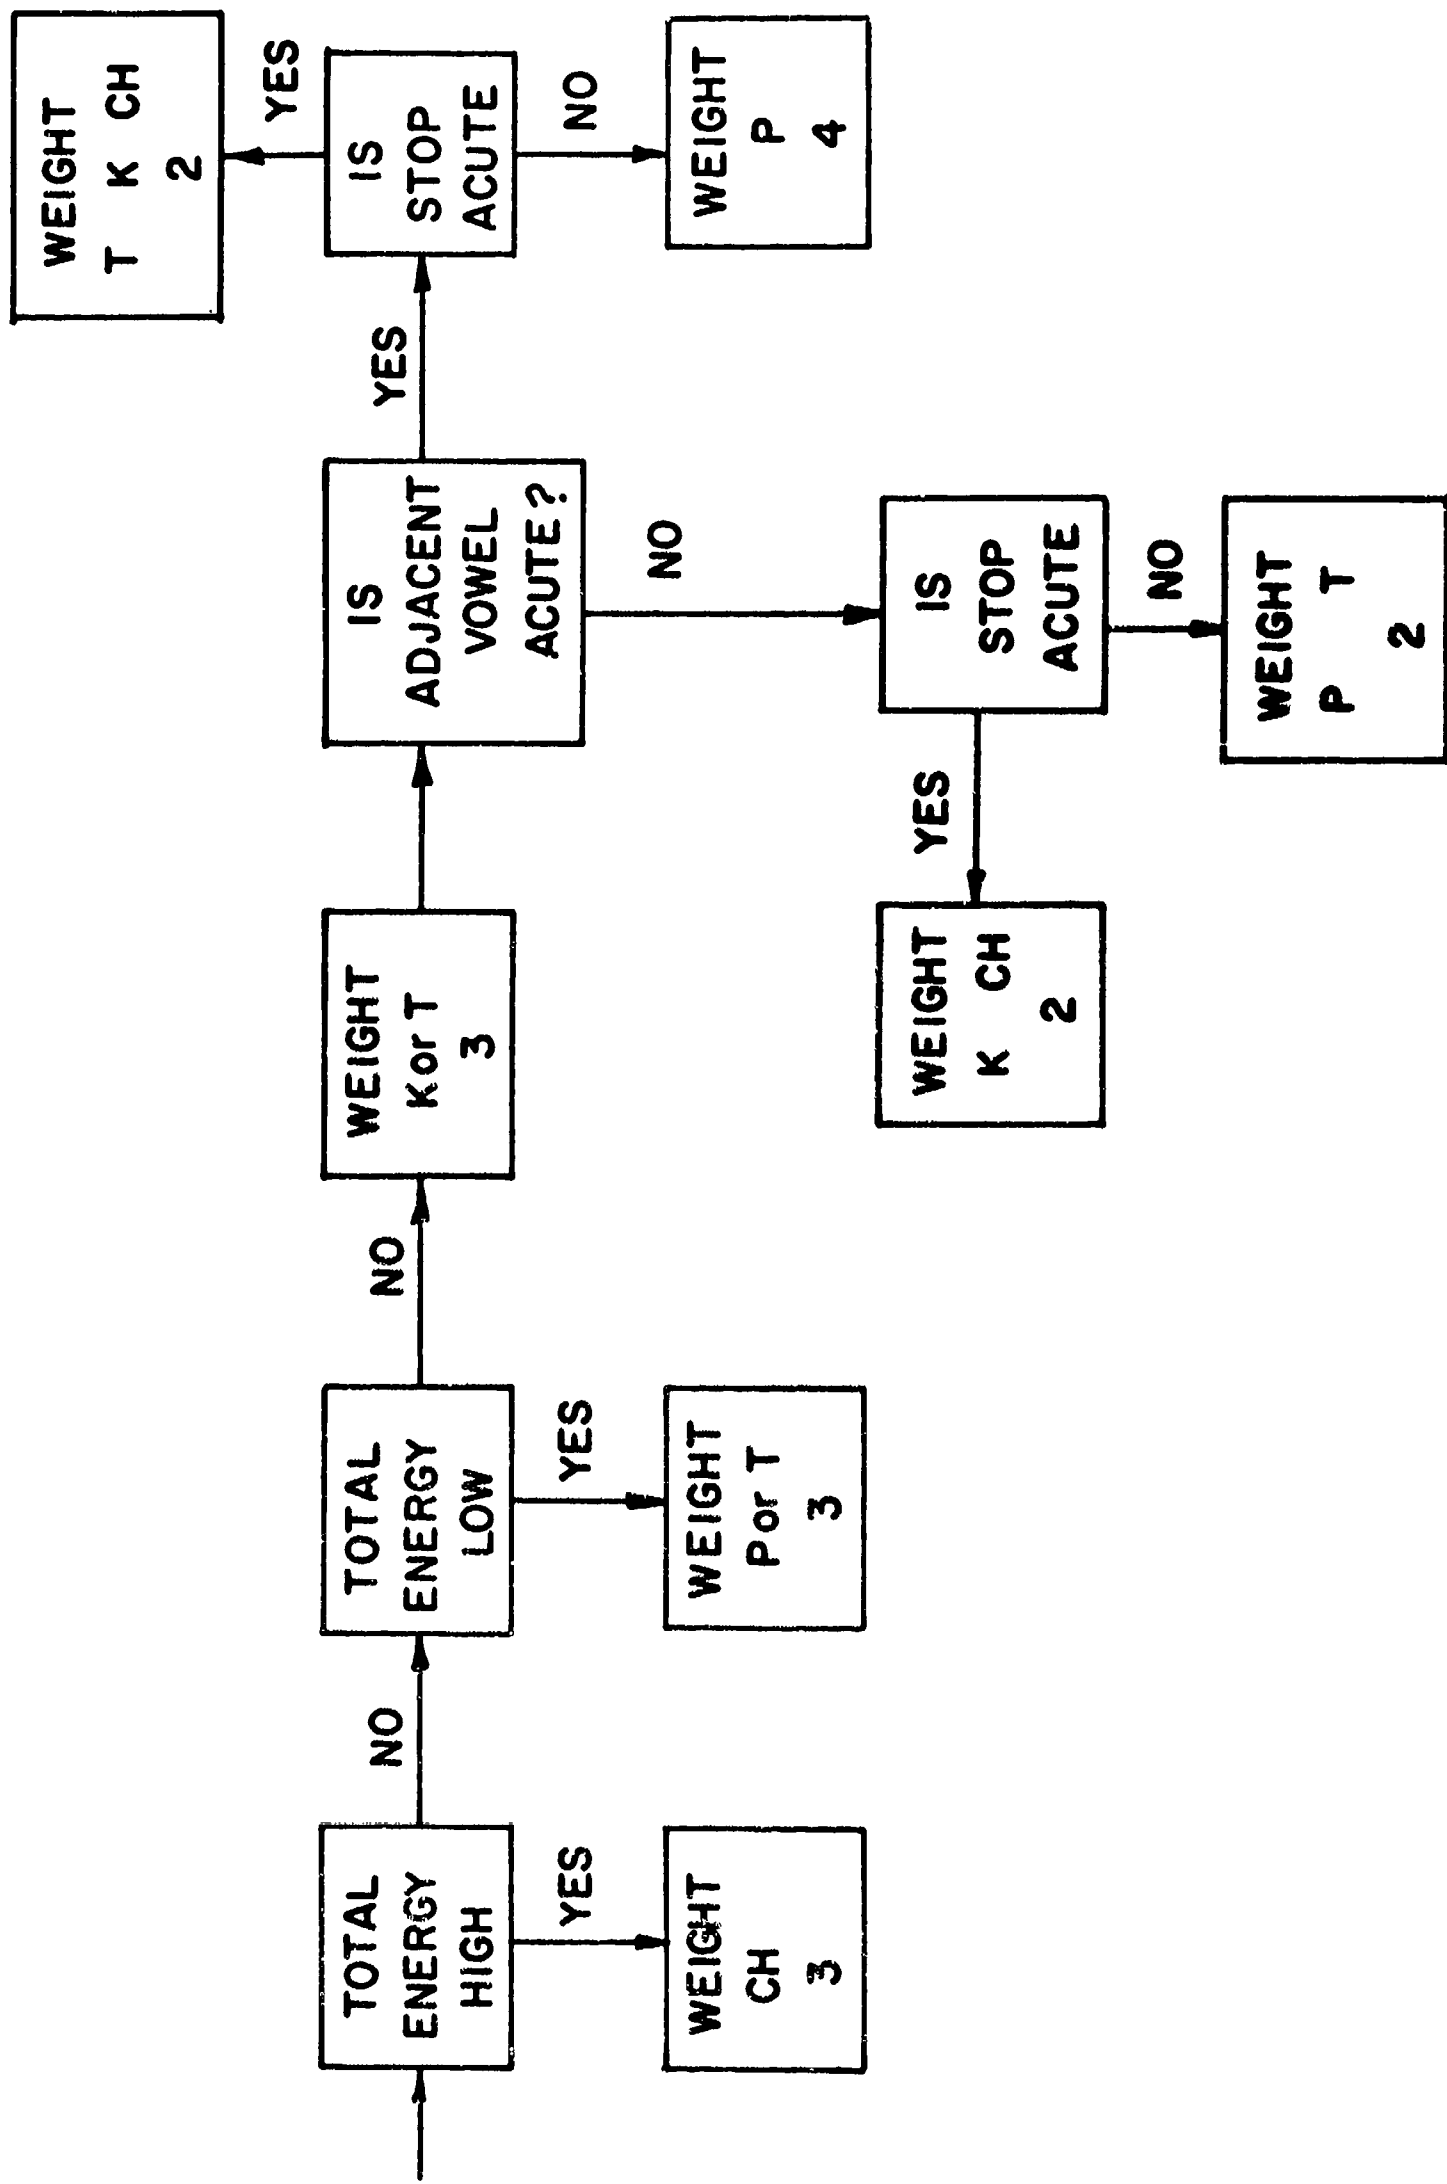 TOTAL
ENERGY
HIGH
YES
WEIGHT
CH
3
NO
TOTAL
ENERGY
LOW
YES
WEIGHT
P or T
3
NO
WEIGHT
K or T
3
IS
ADJACENT
VOWEL
ACUTE?
YES
IS
STOP
ACUTE
YES
WEIGHT
T K CH
2
NO
WEIGHT
P
4
NO
IS
STOP
ACUTE
YES
WEIGHT
K CH
2
NO
WEIGHT
P T
2